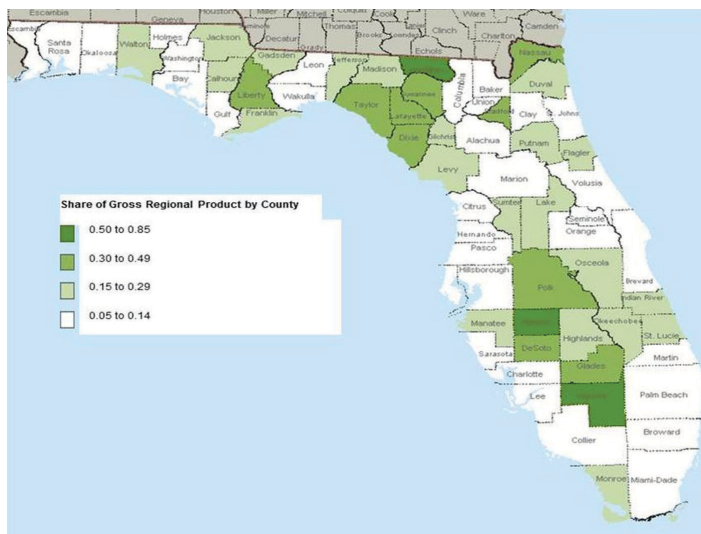 Escambia
Geneva
Houston
Miller
Mitchell
Colquitt
Cook
Lanier
Clinch
Ware
Charlton
Camden
Decatur
Grady
Thomas
Brooks
Lowndes
Echols
Escambia
Santa
Rosa
Okaloosa
Walton
Holmes
Washington
Bay
Jackson
Calhoun
Gulf
Gadsden
Liberty
Franklin
Leon
Wakulla
Jefferson
Madison
Taylor
Lafayette
Suwannee
Dixie
Columbia
Baker
Union
Bradford
Nassau
Duval
Clay
St. Johns
Gilchrist
Alachua
Putnam
Flagler
Levy
Marion
Volusia
Citrus
Sumter
Lake
Seminole
Orange
Hernando
Pasco
Hillsborough
Polk
Osceola
Brevard
Indian River
Manatee
Highlands
Okeechobee
St. Lucie
Sarasota
DeSoto
Martin
Charlotte
Glades
Lee
Palm Beach
Collier
Broward
Monroe
Miami-Dade
Share of Gross Regional Product by County
0.50 to 0.85
0.30 to 0.49
0.15 to 0.29
0.05 to 0.14